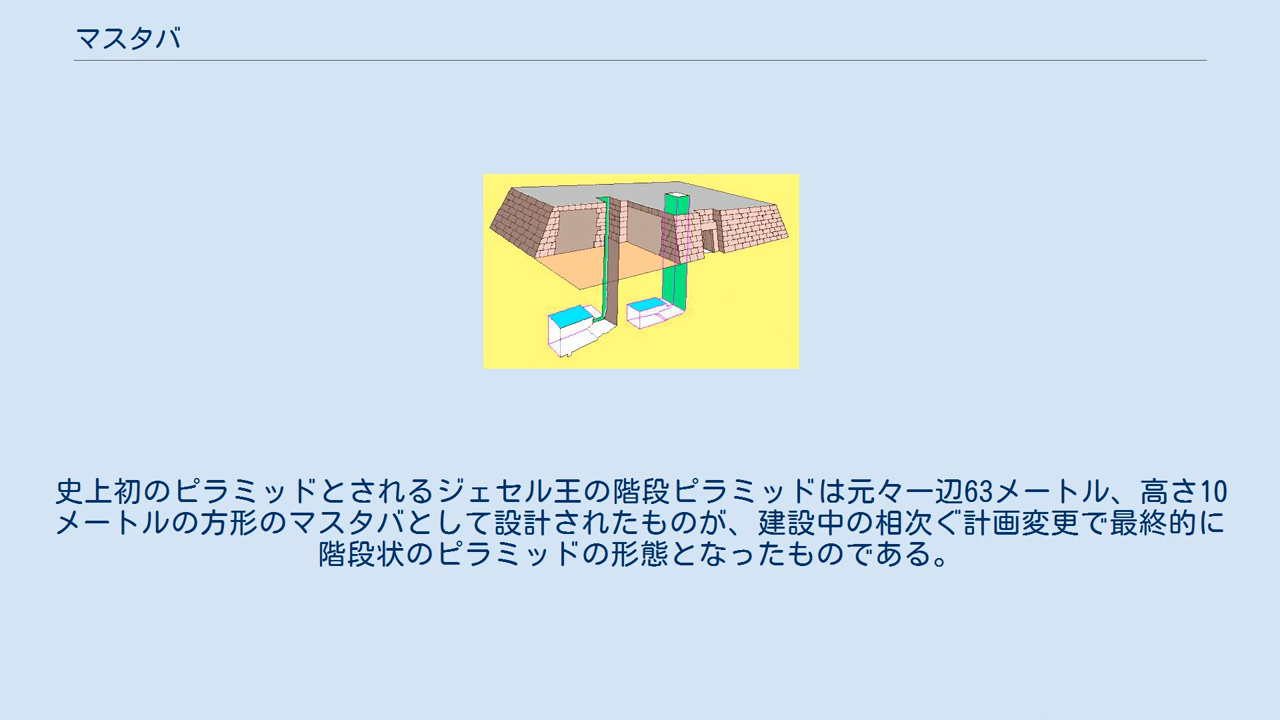 マスタバ
史上初のピラミッドとされるジェセル王の階段ピラミッドは元々一辺63メートル、高さ10
メートルの方形のマスタバとして設計されたものが、建設中の相次ぐ計画変更で最終的に
階段状のピラミッドの形態となったものである。